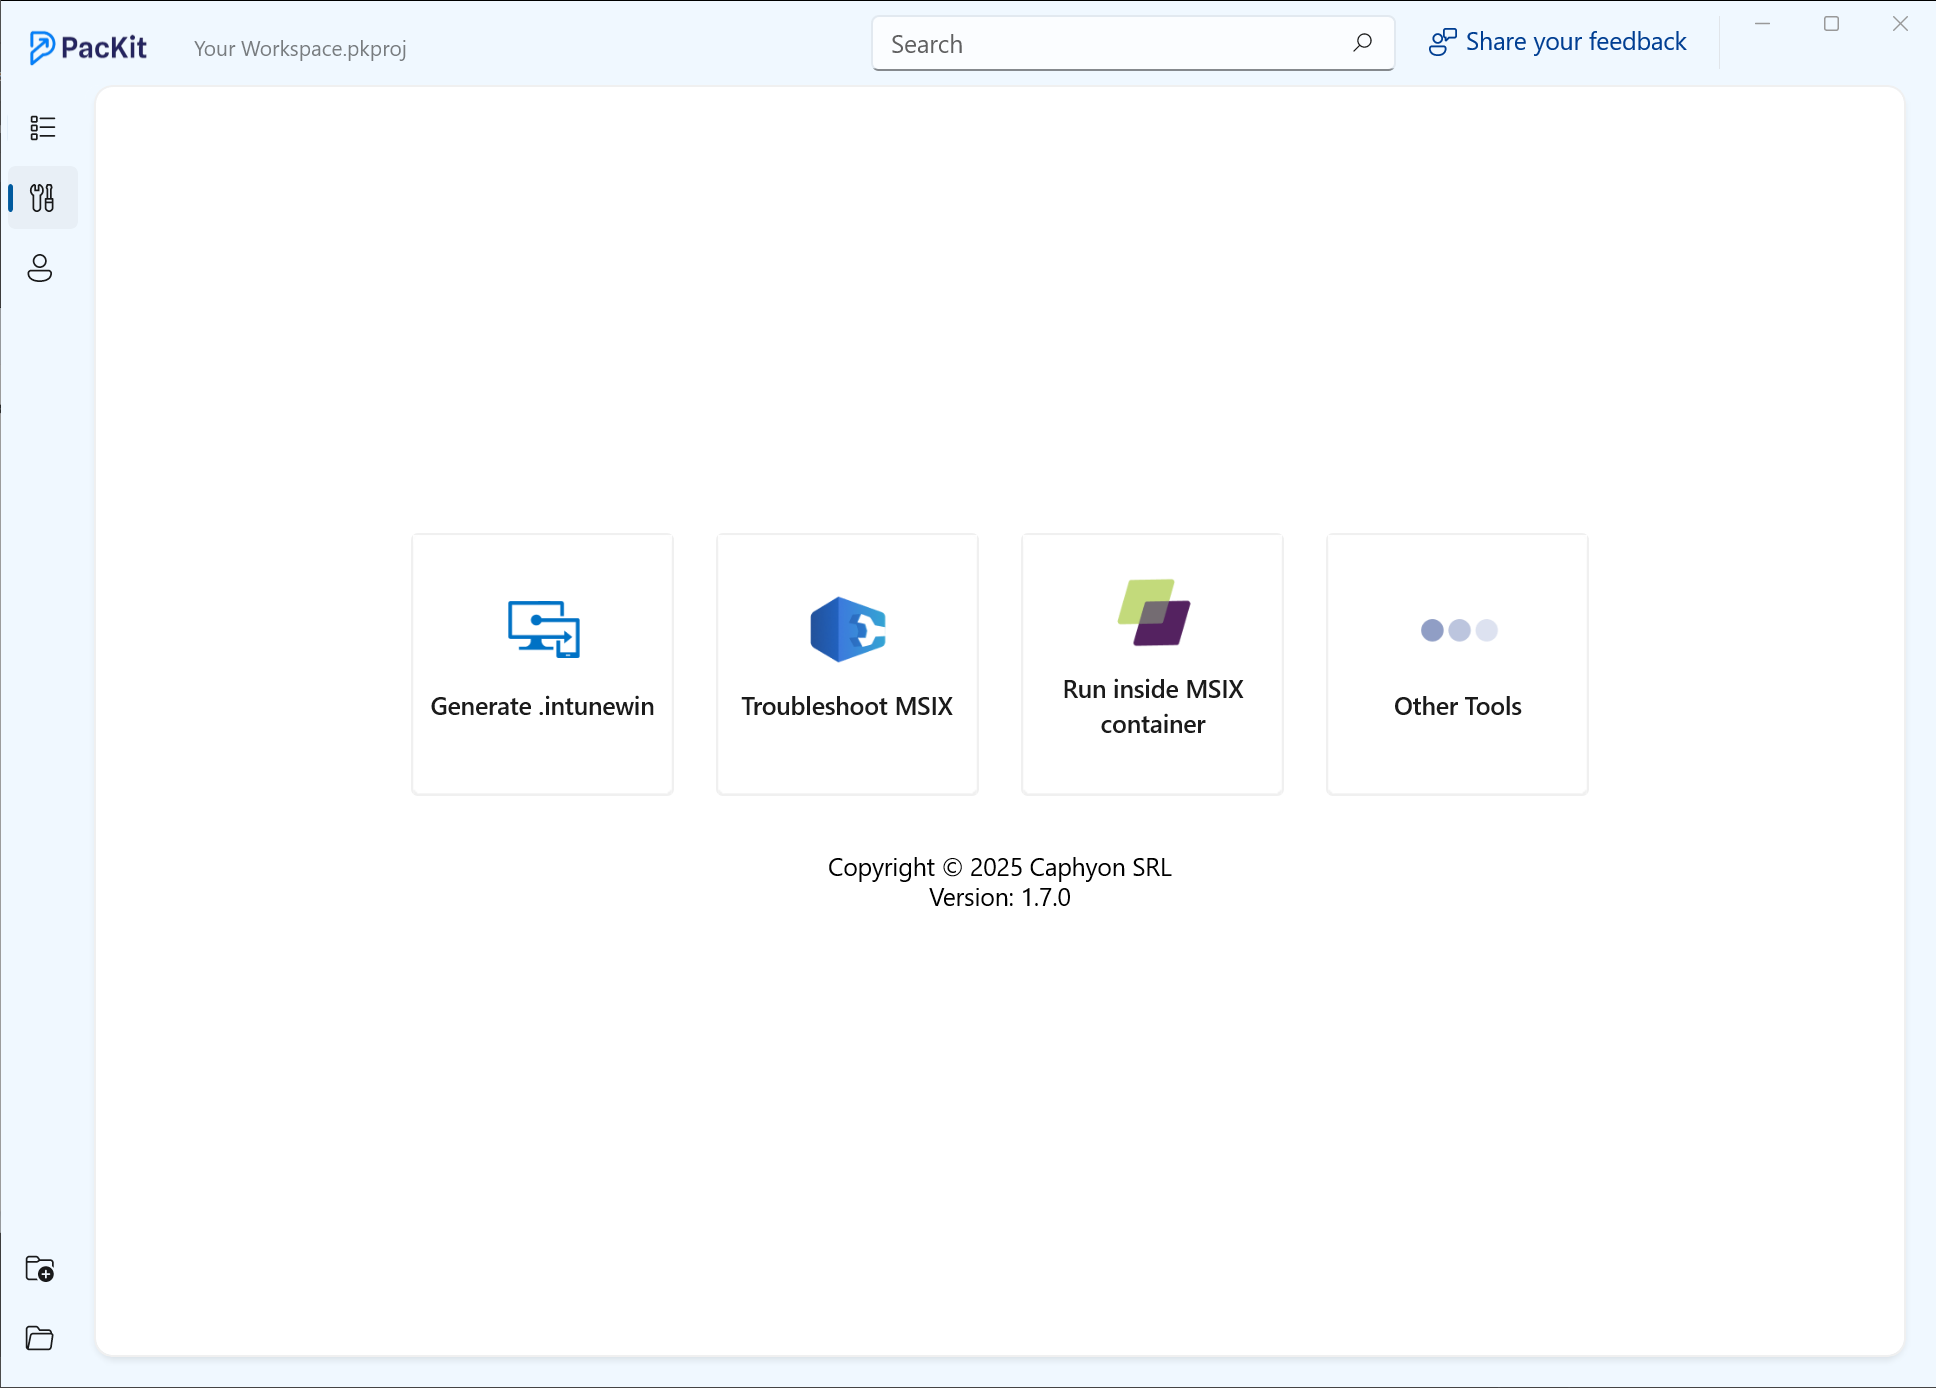 PacKit
Your Workspace.pkproj
Search
Share your feedback
Generate .intunewin
Troubleshoot MSIX
Run inside MSIX
container
Other Tools
Copyright © 2025 Caphyon SRL
Version: 1.7.0